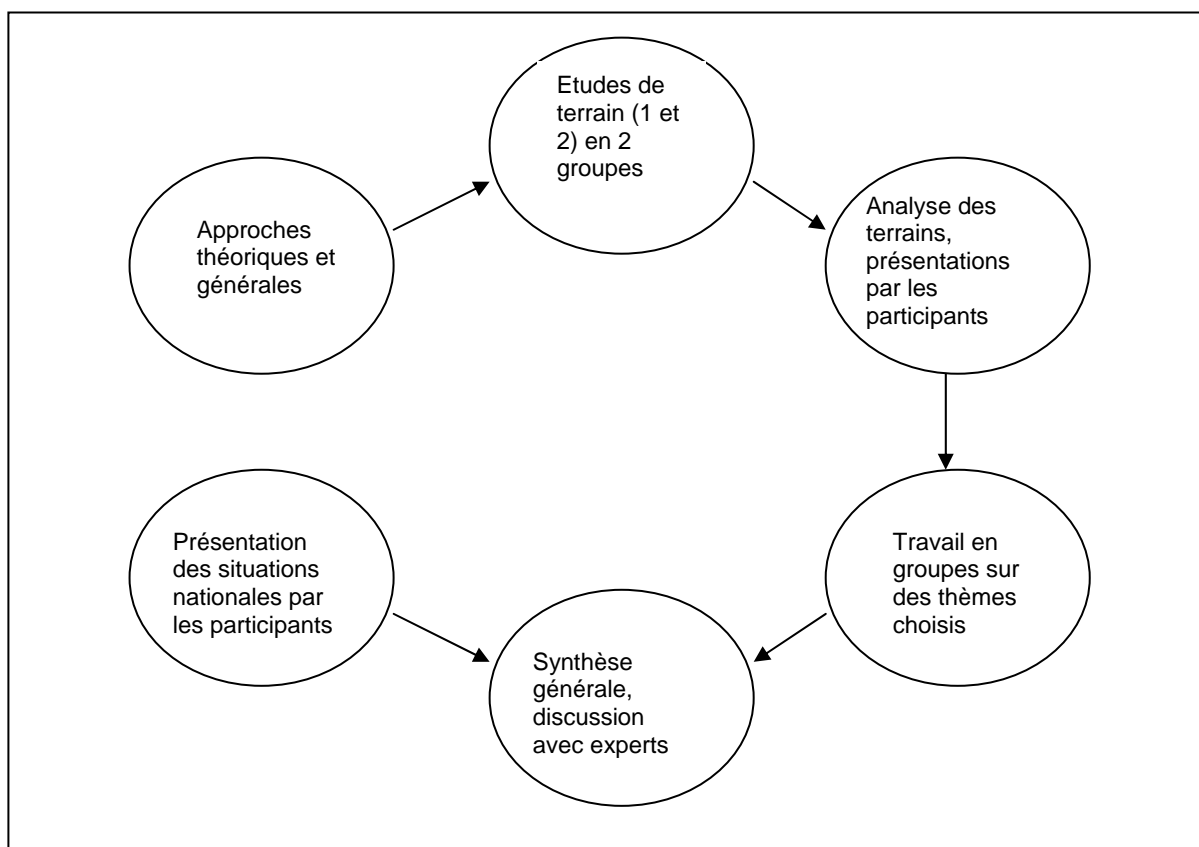 Approches
théoriques et
générales
Etudes de
terrain (1 et
2) en 2
groupes
Analyse des
terrains,
présentations
par les
participants
Travail en
groupes sur
des thèmes
choisis
Synthèse
générale,
discussion
avec experts
Présentation
des situations
nationales par
les participants